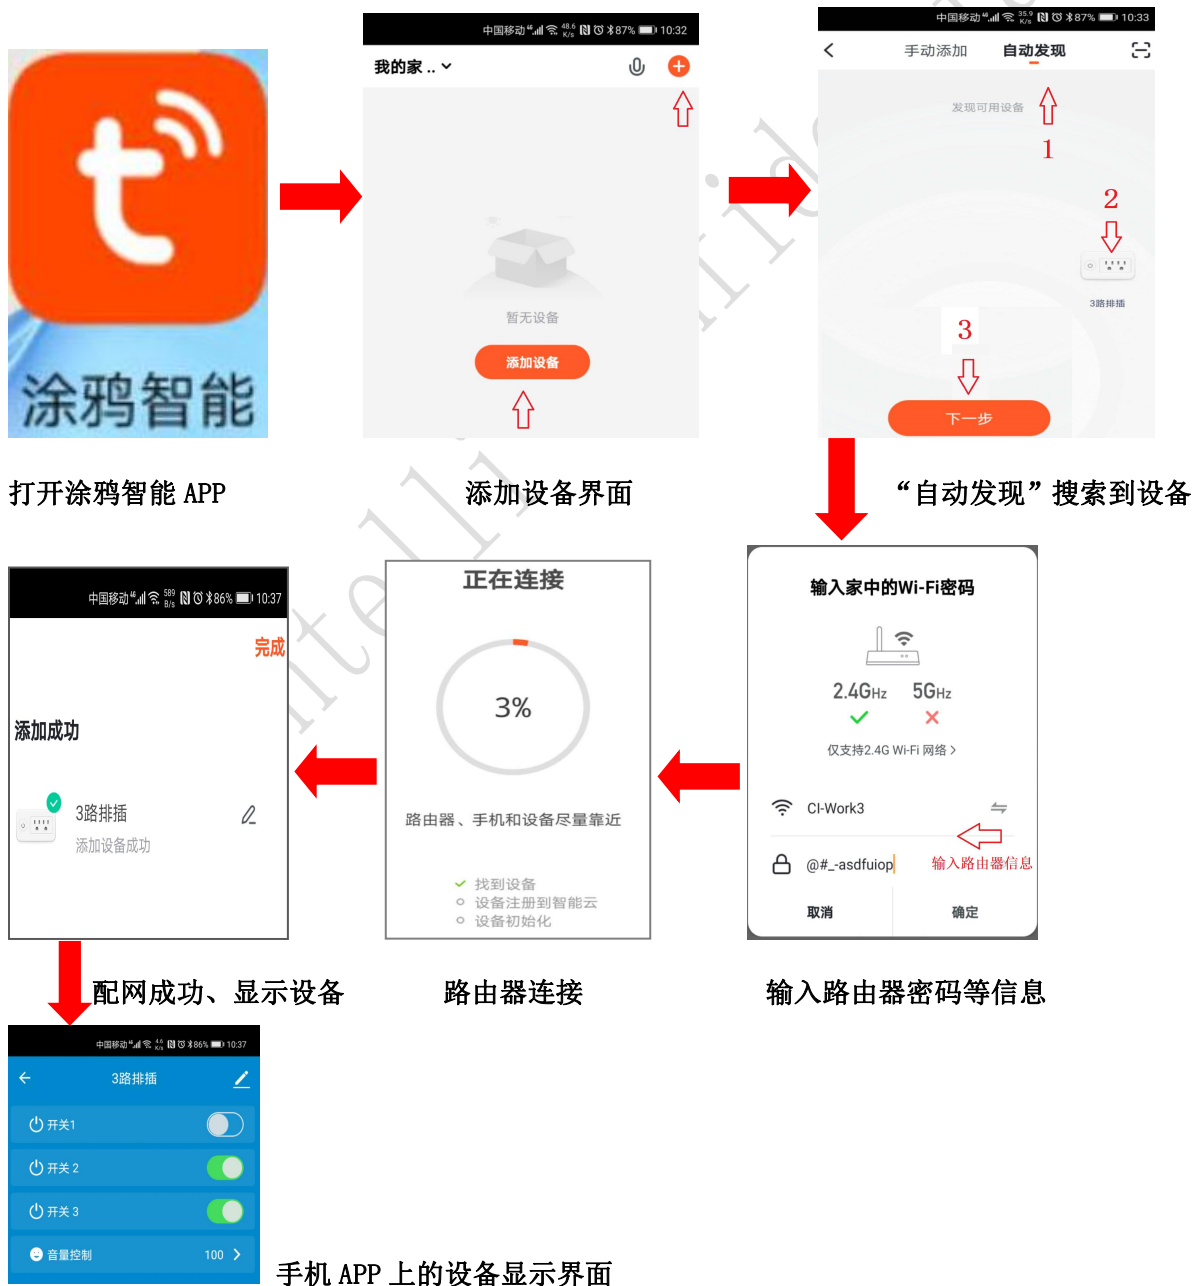 涂鸦智能
打开涂鸦智能 APP
中国移动 4G 48.6 K/s 87% 10:32
我的家 ..
暂无设备
添加设备
添加设备界面
中国移动 4G 35.9 K/s 87% 10:33
手动添加 自动发现
发现可用设备
1
2
3路排插
3
下一步
“自动发现”搜索到设备
输入家中的Wi-Fi密码
2.4GHz 5GHz
仅支持2.4G Wi-Fi 网络 >
CI-Work3
@#_-asdfuiop
输入路由器信息
取消 确定
输入路由器密码等信息
正在连接
3%
路由器、手机和设备尽量靠近
找到设备
设备注册到智能云
设备初始化
路由器连接
中国移动 4G 589 B/s 86% 10:37
完成
添加成功
3路排插
添加设备成功
配网成功、显示设备
中国移动 4G 4.6 K/s 86% 10:37
3路排插
开关1
开关 2
开关 3
音量控制 100 >
手机 APP 上的设备显示界面